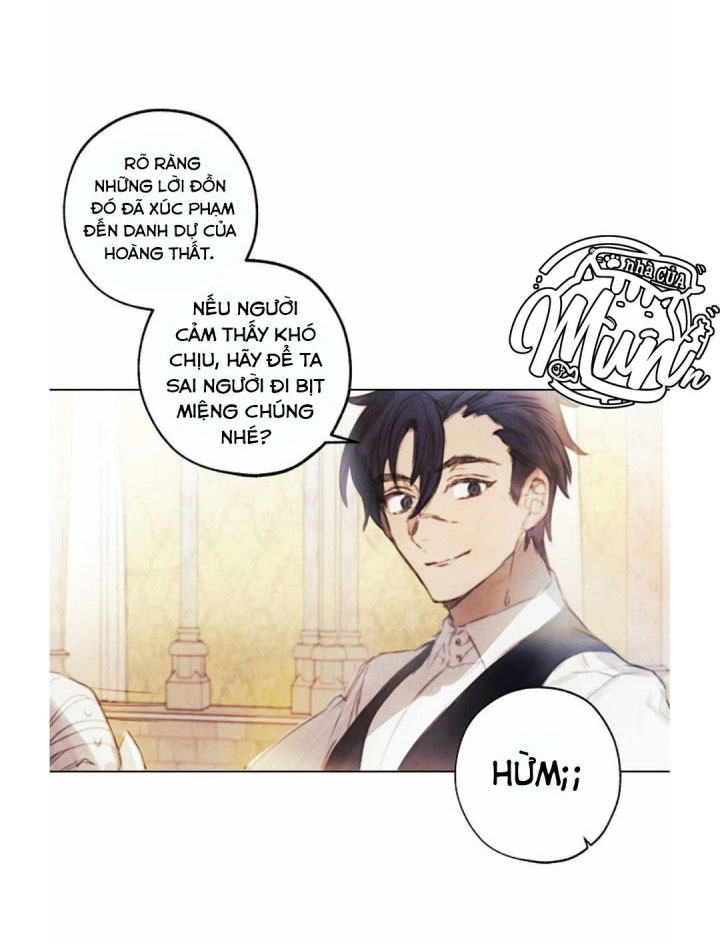 RÕ RÀNG
NHỮNG LỜI ĐỒN
ĐÓ ĐÃ XÚC PHẠM
ĐẾN DANH DỰ CỦA
HOÀNG THẤT.
NẾU NGƯỜI
CẢM THẤY KHÓ
CHỊU, HÃY ĐỂ TA
SAI NGƯỜI ĐI BỊT
MIỆNG CHÚNG
NHÉ?
nhà CỦA
Mụnn
HỪM;;